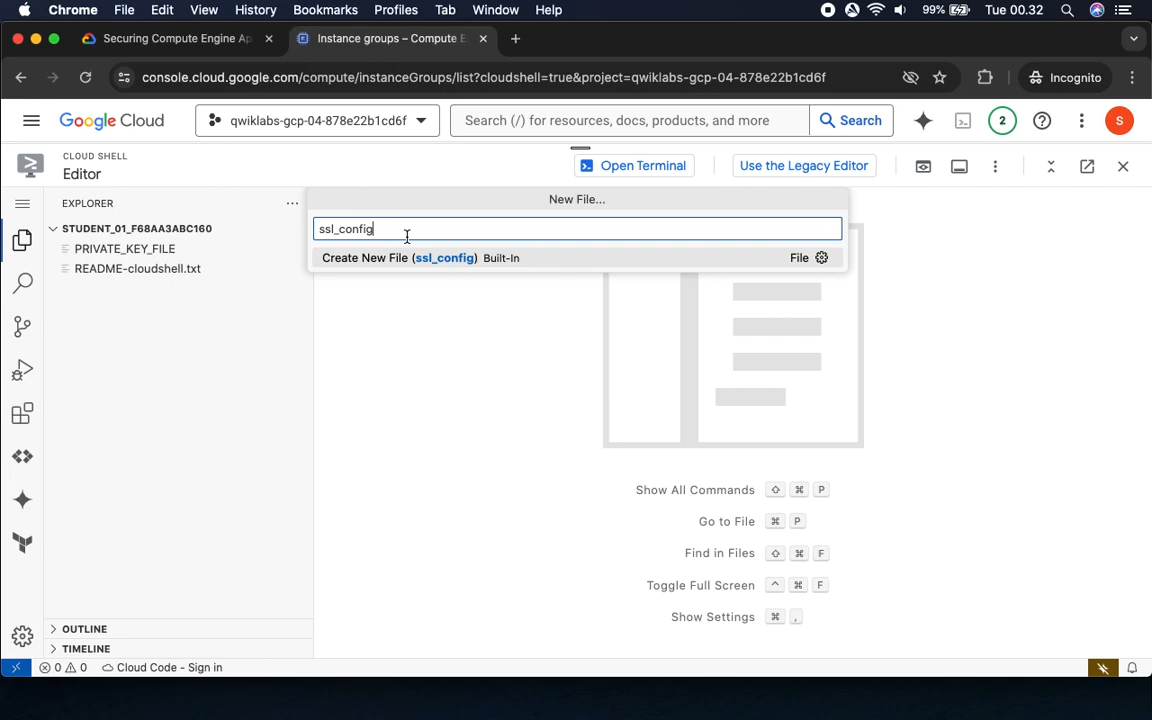 Chrome File Edit View History Bookmarks Profiles Tab Window Help 99% Tue 00.32
Securing Compute Engine Ap
Instance groups – Compute E
console.cloud.google.com/compute/instanceGroups/list?cloudshell=true&project=qwiklabs-gcp-04-878e22b1cd6f
Incognito
Google Cloud
qwiklabs-gcp-04-878e22b1cd6f
Search (/) for resources, docs, products, and more
Search
2
S
CLOUD SHELL
Editor
Open Terminal
Use the Legacy Editor
EXPLORER
New File...
STUDENT_01_F68AA3ABC160
ssl_config
PRIVATE_KEY_FILE
Create New File (ssl_config) Built-In File
README-cloudshell.txt
Show All Commands ⇧ ⌘ P
Go to File ⌘ P
Find in Files ⇧ ⌘ F
Toggle Full Screen ^ ⌘ F
Show Settings ⌘ ,
OUTLINE
TIMELINE
0 0 Cloud Code - Sign in